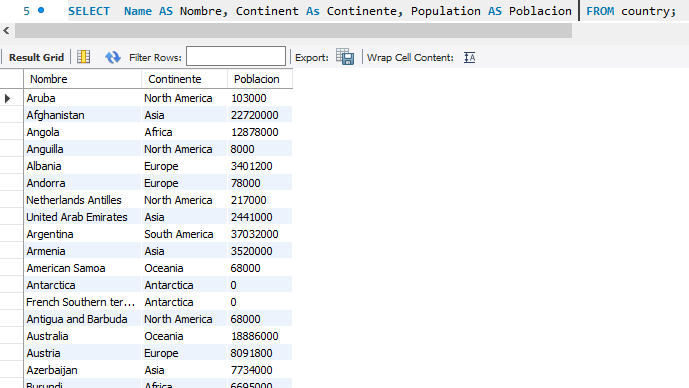 5 SELECT Name AS Nombre, Continent As Continente, Population AS Poblacion FROM country;
Result Grid Filter Rows: Export: Wrap Cell Content:
Nombre Continente Poblacion
Aruba North America 103000
Afghanistan Asia 22720000
Angola Africa 12878000
Anguilla North America 8000
Albania Europe 3401200
Andorra Europe 78000
Netherlands Antilles North America 217000
United Arab Emirates Asia 2441000
Argentina South America 37032000
Armenia Asia 3520000
American Samoa Oceania 68000
Antarctica Antarctica 0
French Southern ter... Antarctica 0
Antigua and Barbuda North America 68000
Australia Oceania 18886000
Austria Europe 8091800
Azerbaijan Asia 7734000
Burundi Africa 6695000